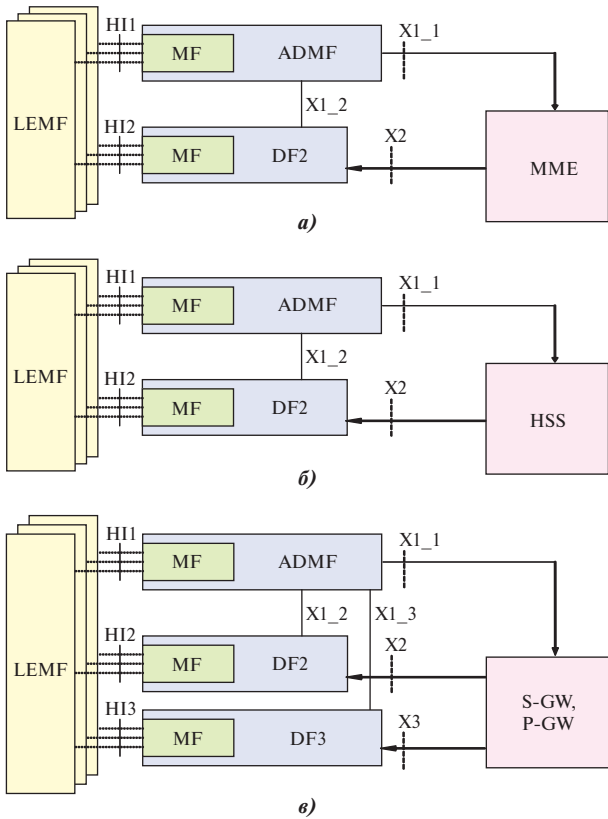 HI1
MF
ADMF
X1_1
LEMF
X1_2
HI2
MF
DF2
X2
MME
а)
HI1
MF
ADMF
X1_1
LEMF
X1_2
HI2
MF
DF2
X2
HSS
б)
HI1
MF
ADMF
X1_1
LEMF
X1_2
X1_3
HI2
MF
DF2
X2
S-GW,
P-GW
HI3
MF
DF3
X3
в)